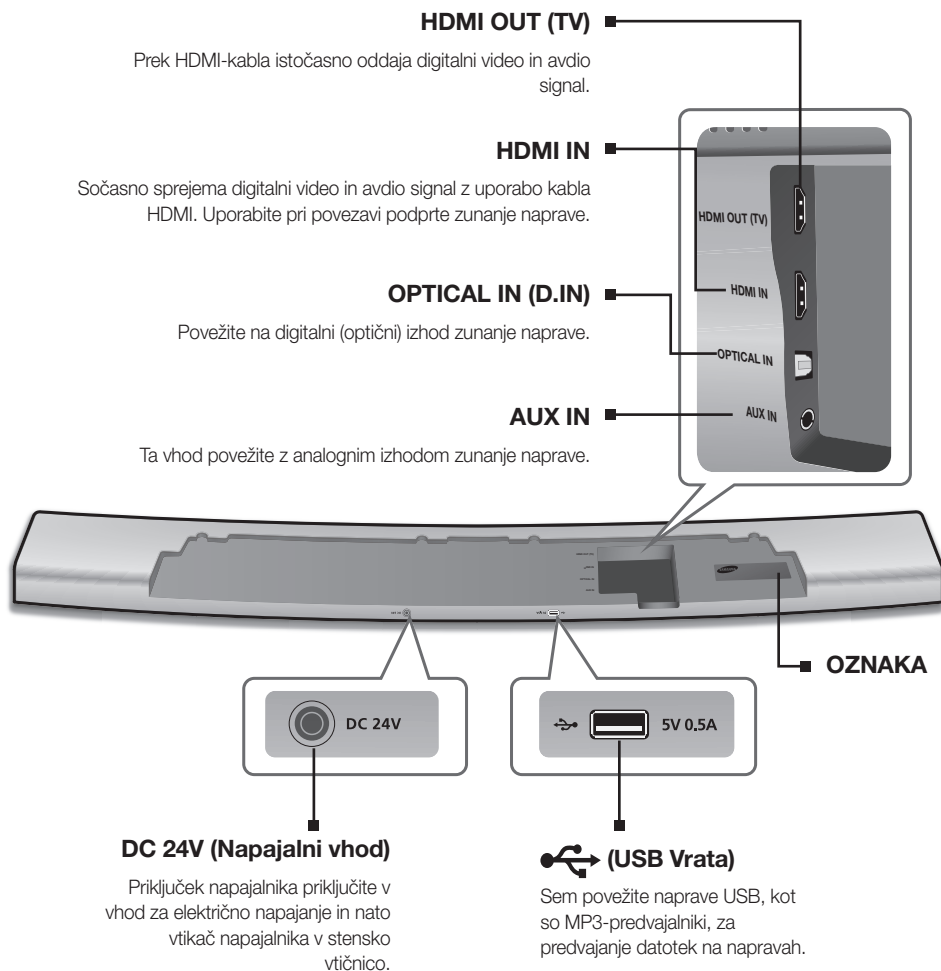 HDMI OUT (TV)
Prek HDMI-kabla istočasno oddaja digitalni video in avdio
signal.
HDMI IN
Sočasno sprejema digitalni video in avdio signal z uporabo kabla
HDMI. Uporabite pri povezavi podprte zunanje naprave.
OPTICAL IN (D.IN)
Povežite na digitalni (optični) izhod zunanje naprave.
AUX IN
Ta vhod povežite z analognim izhodom zunanje naprave.
HDMI OUT (TV)
HDMI IN
OPTICAL IN
AUX IN
SAMSUNG
OZNAKA
DC 24V
5V 0.5A
DC 24V (Napajalni vhod)
Priključek napajalnika priključite v
vhod za električno napajanje in nato
vtikač napajalnika v stensko
vtičnico.
(USB Vrata)
Sem povežite naprave USB, kot
so MP3-predvajalniki, za
predvajanje datotek na napravah.